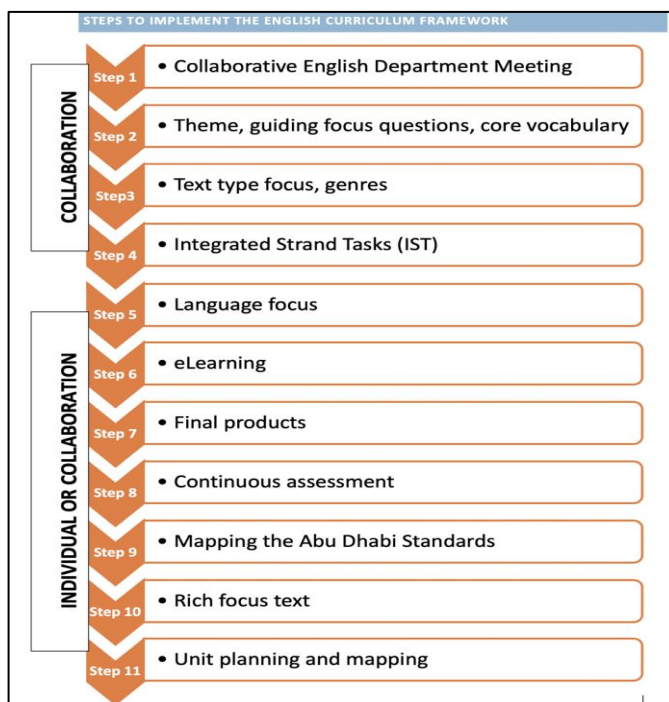 STEPS TO IMPLEMENT THE ENGLISH CURRICULUM FRAMEWORK
COLLABORATION
Step 1
• Collaborative English Department Meeting
Step 2
• Theme, guiding focus questions, core vocabulary
Step3
• Text type focus, genres
Step 4
• Integrated Strand Tasks (IST)
INDIVIDUAL OR COLLABORATION
Step 5
• Language focus
Step 6
• eLearning
Step 7
• Final products
Step 8
• Continuous assessment
Step 9
• Mapping the Abu Dhabi Standards
Step 10
• Rich focus text
Step 11
• Unit planning and mapping